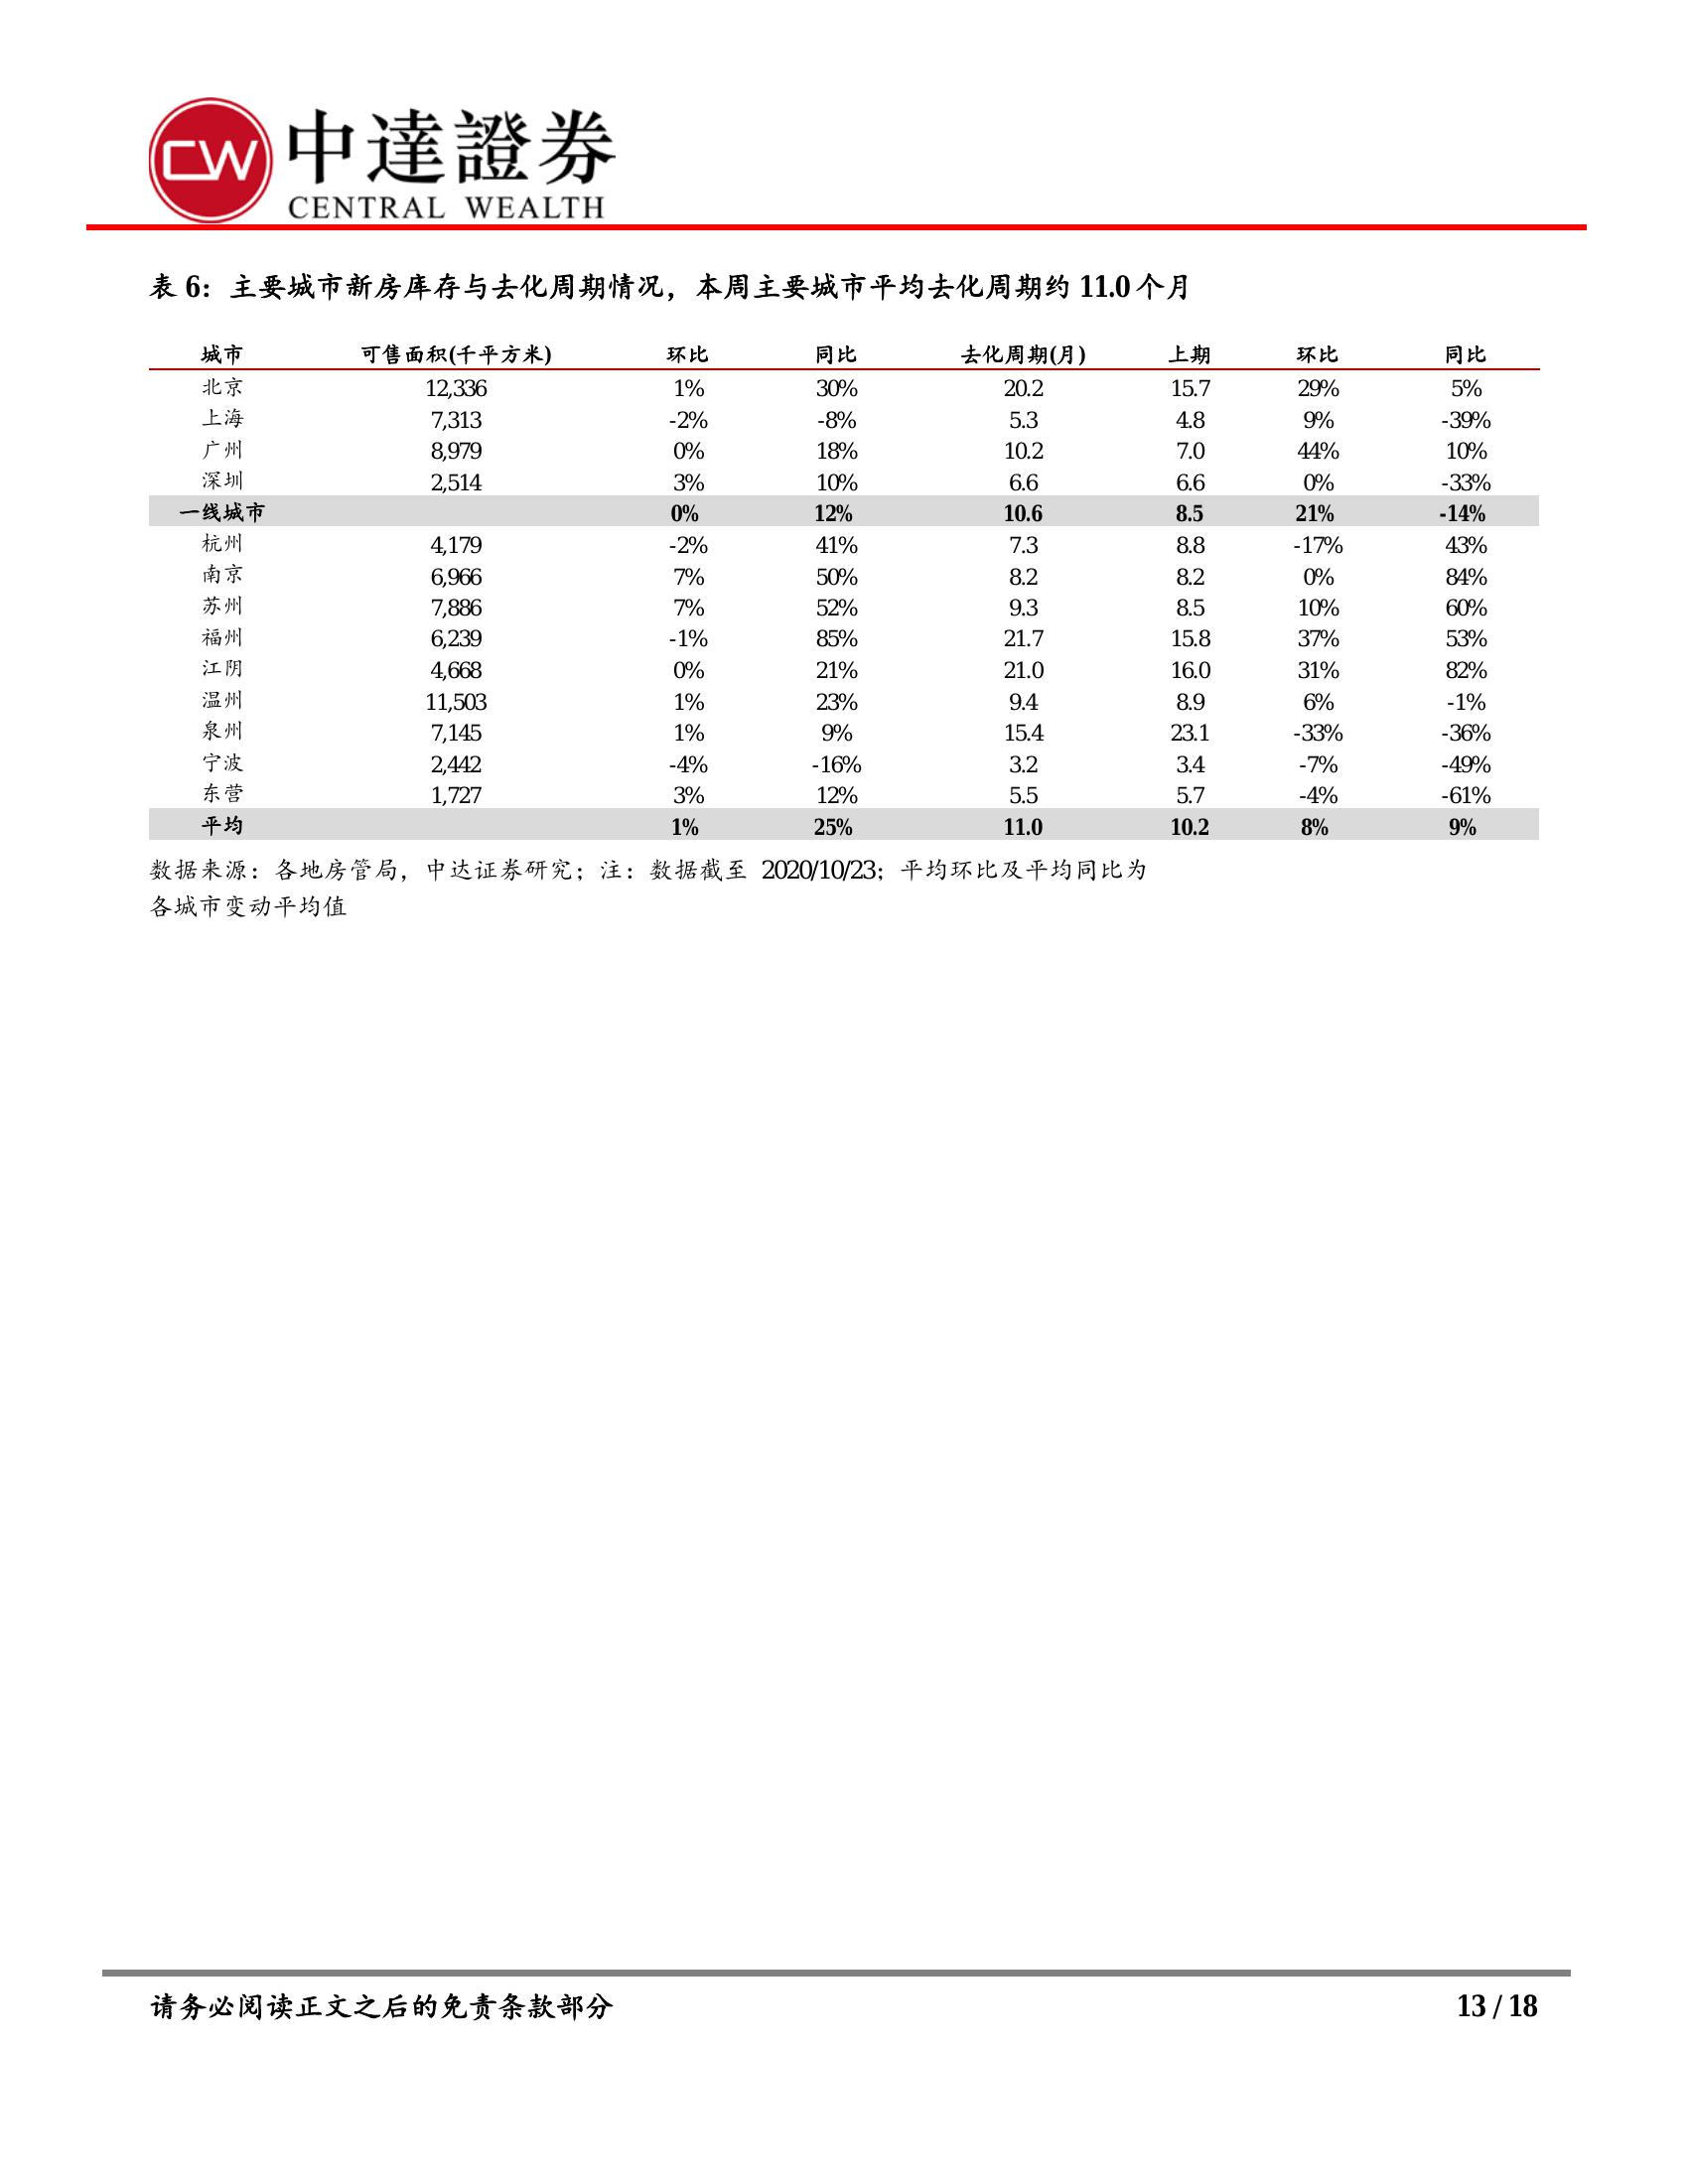 CW 中達證券
CENTRAL WEALTH
表 6：主要城市新房库存与去化周期情况，本周主要城市平均去化周期约 11.0 个月
城市 可售面积(千平方米) 环比 同比 去化周期(月) 上期 环比 同比
北京 12,336 1% 30% 20.2 15.7 29% 5%
上海 7,313 -2% -8% 5.3 4.8 9% -39%
广州 8,979 0% 18% 10.2 7.0 44% 10%
深圳 2,514 3% 10% 6.6 6.6 0% -33%
一线城市 0% 12% 10.6 8.5 21% -14%
杭州 4,179 -2% 41% 7.3 8.8 -17% 43%
南京 6,966 7% 50% 8.2 8.2 0% 84%
苏州 7,886 7% 52% 9.3 8.5 10% 60%
福州 6,239 -1% 85% 21.7 15.8 37% 53%
江阴 4,668 0% 21% 21.0 16.0 31% 82%
温州 11,503 1% 23% 9.4 8.9 6% -1%
泉州 7,145 1% 9% 15.4 23.1 -33% -36%
宁波 2,442 -4% -16% 3.2 3.4 -7% -49%
东营 1,727 3% 12% 5.5 5.7 -4% -61%
平均 1% 25% 11.0 10.2 8% 9%
数据来源：各地房管局，中达证券研究；注：数据截至 2020/10/23；平均环比及平均同比为
各城市变动平均值
请务必阅读正文之后的免责条款部分 13 / 18